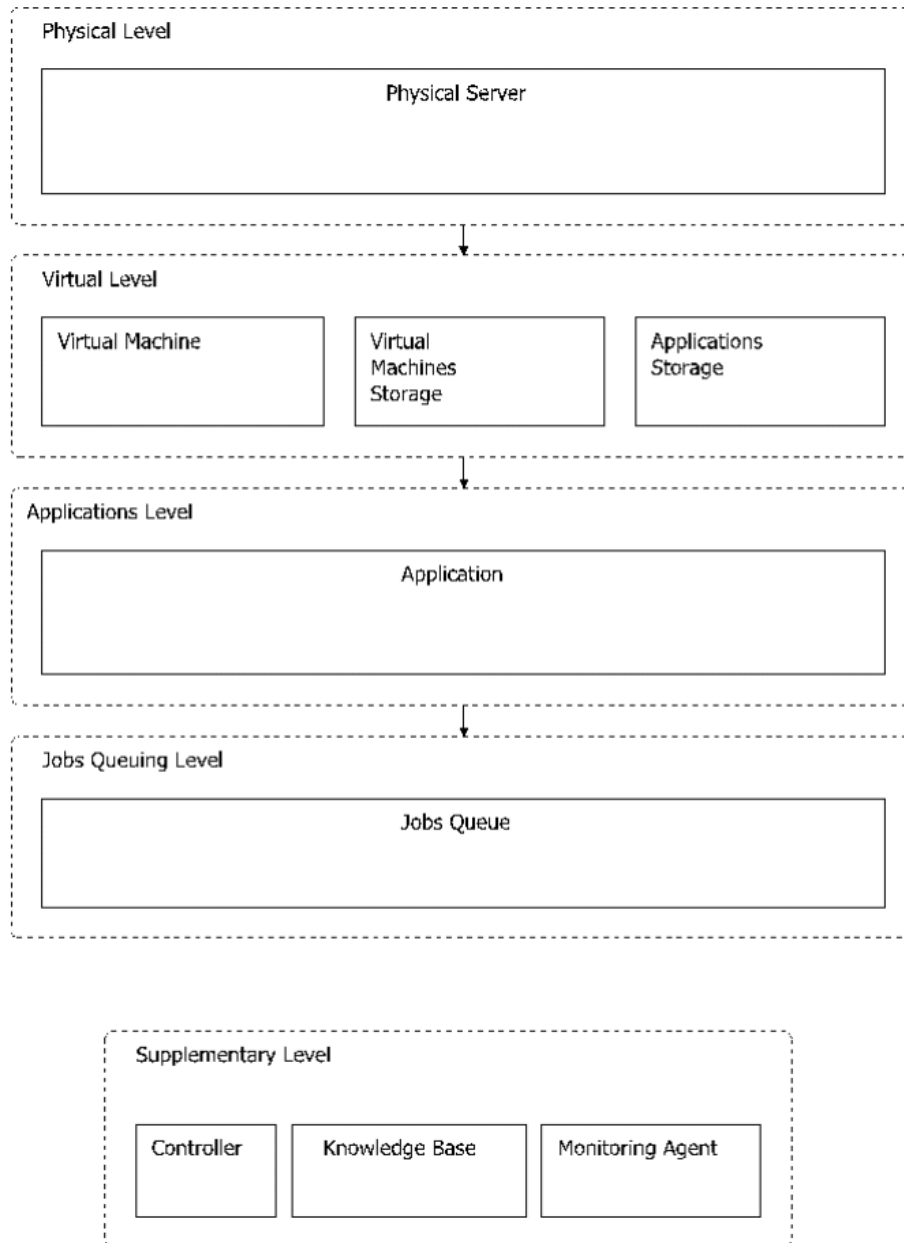 Physical Level
Physical Server
Virtual Level
Virtual Machine
Virtual
Machines
Storage
Applications
Storage
Applications Level
Application
Jobs Queuing Level
Jobs Queue
Supplementary Level
Controller
Knowledge Base
Monitoring Agent